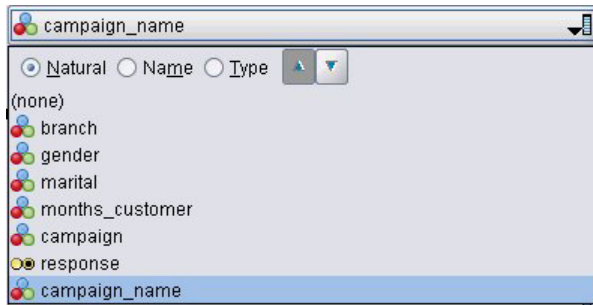 campaign_name
Natural Name Type
(none)
branch
gender
marital
months_customer
campaign
response
campaign_name